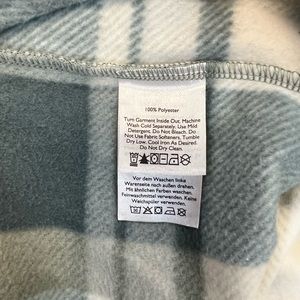 100% Polyester
Turn Garment Inside Out. Machine
Wash Cold Separately. Use Mild
Detergent. Do Not Bleach. Do
Not Use Fabric Softeners. Tumble
Dry Low. Cool Iron As Desired.
Do Not Dry Clean
Vor dem Waschen linke
Warenseite nach außen drehen.
Mit ähnlichen Farben waschen.
Feinwaschmittel verwenden. Keine
Weichspüler verwenden.